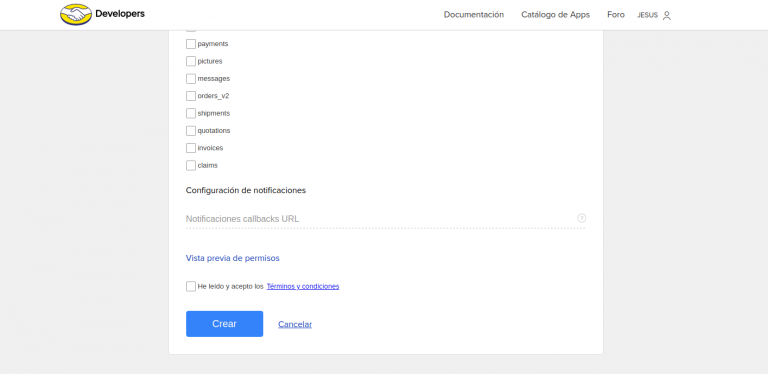 Developers
Documentación Catálogo de Apps Foro JESUS
payments
pictures
messages
orders_v2
shipments
quotations
invoices
claims
Configuración de notificaciones
Notificaciones callbacks URL ?
Vista previa de permisos
He leído y acepto los Términos y condiciones
Crear Cancelar